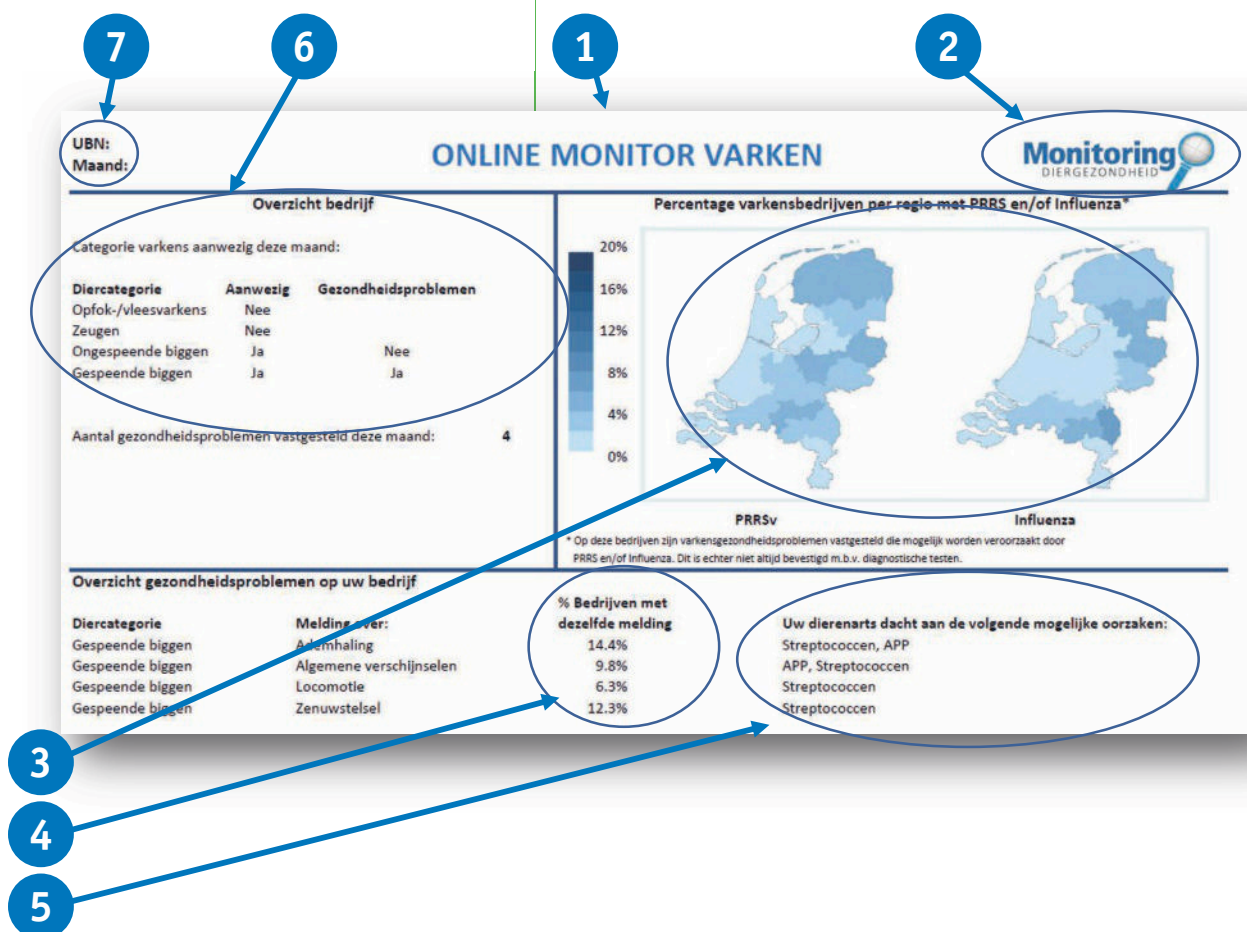 7 6 1 2
UBN:
Maand:
ONLINE MONITOR VARKEN
Monitoring
DIERGEZONDHEID
Overzicht bedrijf
Categorie varkens aanwezig deze maand:
Diercategorie Aanwezig Gezondheidsproblemen
Opfok-/vleesvarkens Nee
Zeugen Nee
Ongespeende biggen Ja Nee
Gespeende biggen Ja Ja
Aantal gezondheidsproblemen vastgesteld deze maand: 4
Percentage varkensbedrijven per regio met PRRS en/of Influenza*
20%
16%
12%
8%
4%
0%
PRRSv Influenza
* Op deze bedrijven zijn varkensgezondheidsproblemen vastgesteld die mogelijk worden veroorzaakt door
PRRS en/of Influenza. Dit is echter niet altijd bevestigd m.b.v. diagnostische testen.
Overzicht gezondheidsproblemen op uw bedrijf
% Bedrijven met
Diercategorie Melding over: dezelfde melding Uw dierenarts dacht aan de volgende mogelijke oorzaken:
Gespeende biggen Ademhaling 14.4% Streptococcen, APP
Gespeende biggen Algemene verschijnselen 9.8% APP, Streptococcen
Gespeende biggen Locomotie 6.3% Streptococcen
Gespeende biggen Zenuwstelsel 12.3% Streptococcen
3
4
5